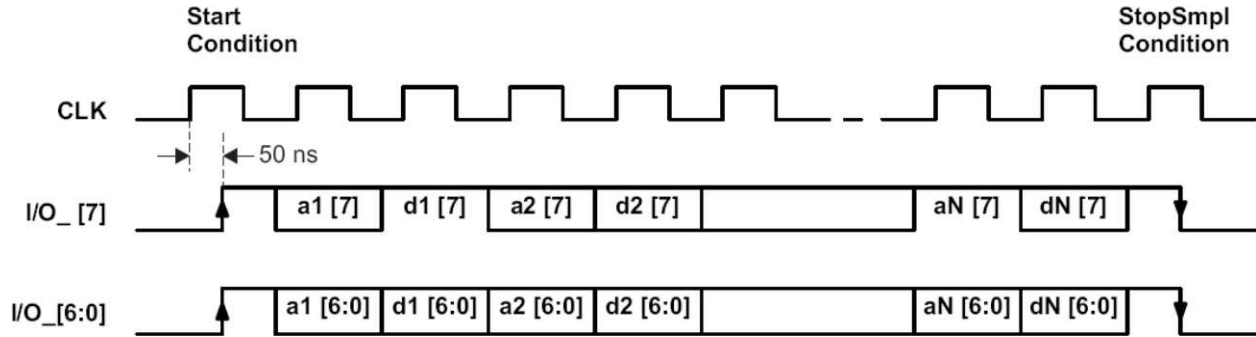 Start
Condition
StopSmpl
Condition
CLK
50 ns
I/O_ [7]
a1 [7] d1 [7] a2 [7] d2 [7] aN [7] dN [7]
I/O_[6:0]
a1 [6:0] d1 [6:0] a2 [6:0] d2 [6:0] aN [6:0] dN [6:0]